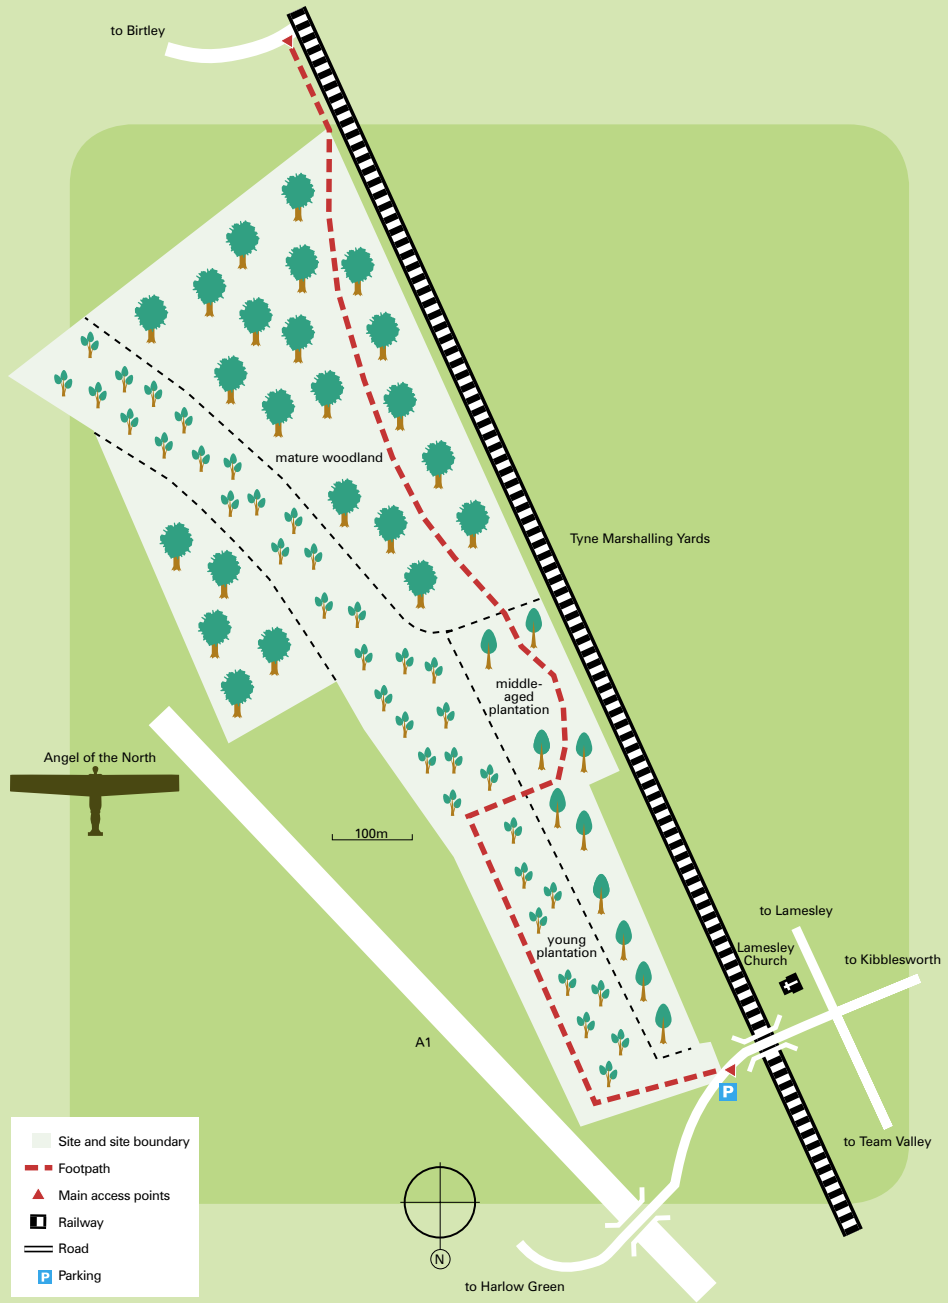 to Birtley
mature woodland
Tyne Marshalling Yards
middle-
aged
plantation
Angel of the North
100m
to Lamesley
Lamesley
Church
to Kibblesworth
young
plantation
A1
P
to Team Valley
Site and site boundary
Footpath
Main access points
Railway
Road
P Parking
N
to Harlow Green